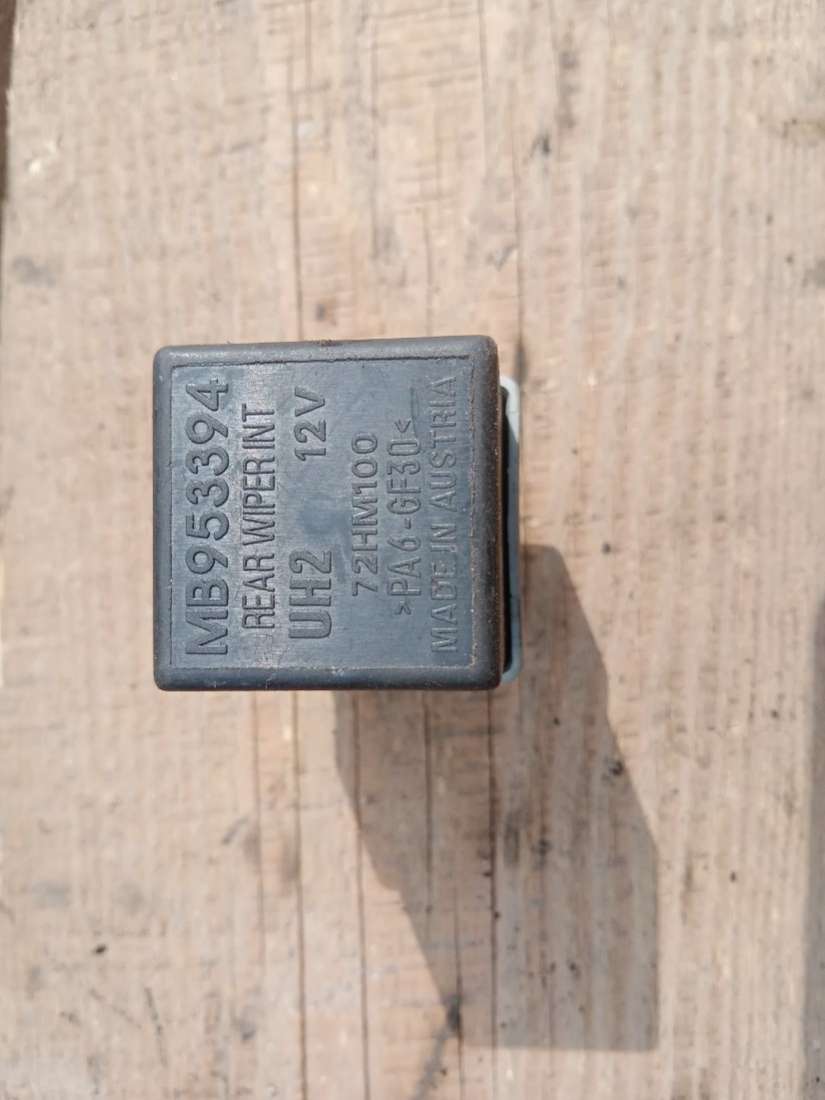 MB953394
REAR WIPER INT
UH2 12V
72HM100
>PA6-GF30<
MADE IN AUSTRIA